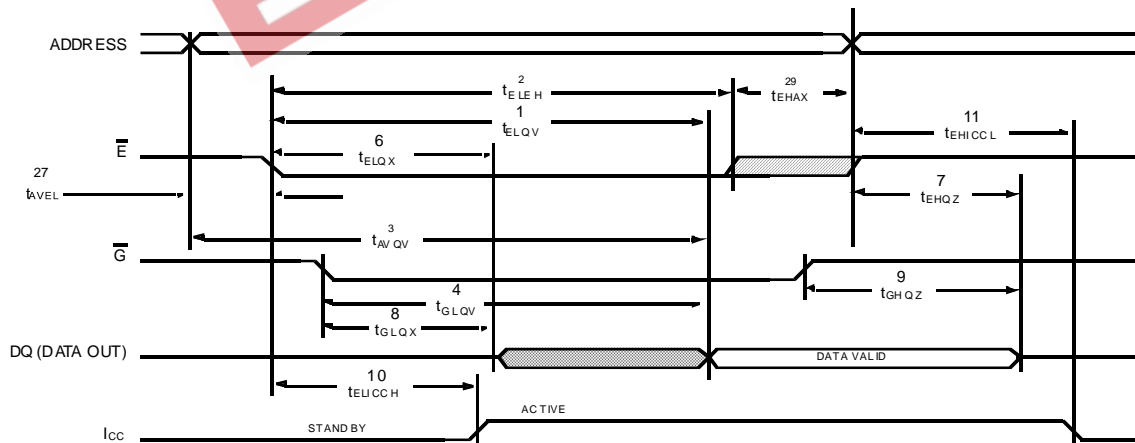 ADDRESS
2
tELEH
29
tEHAX
1
tELQV
11
tEHICCL
E
6
tELQX
27
tAVEL
7
tEHQZ
3
tAVQV
G
4
tGLQV
9
tGHQZ
8
tGLQX
DQ (DATA OUT)
DATA VALID
10
tELICCH
ACTIVE
ICC
STANDBY